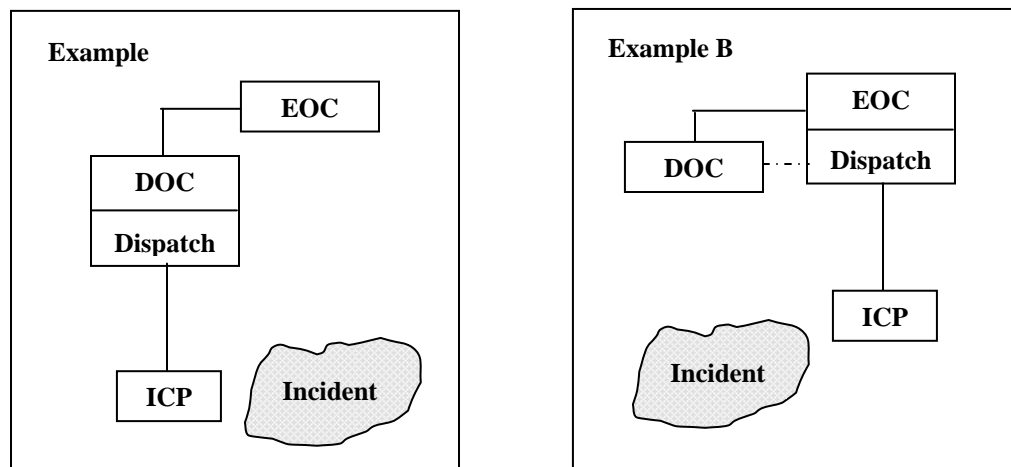 Example
EOC
DOC
Dispatch
ICP
Incident
Example B
EOC
Dispatch
DOC
ICP
Incident